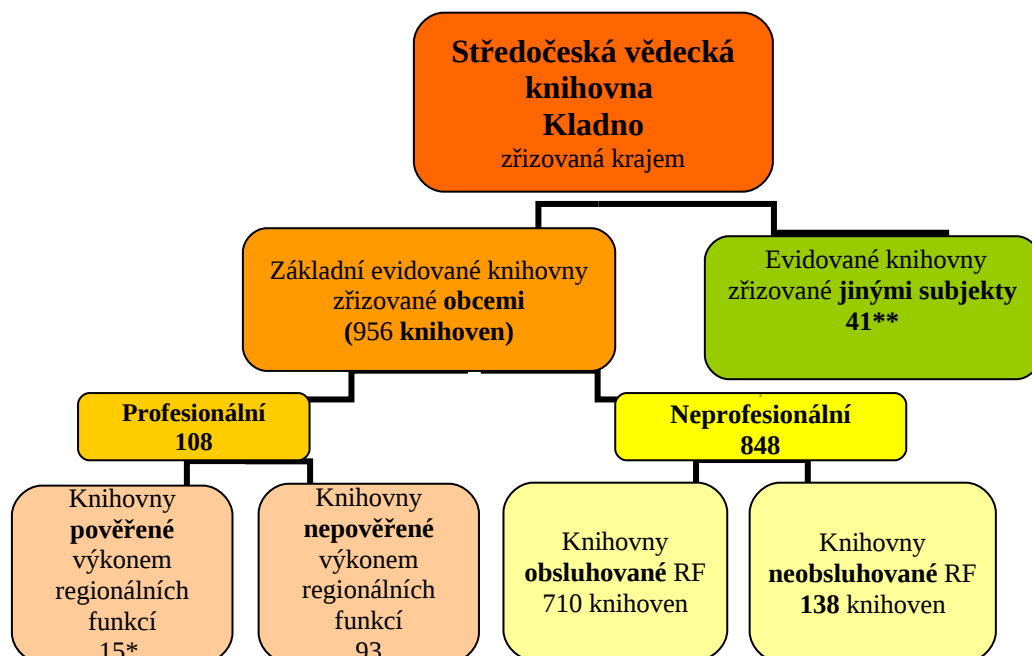 Středočeská vědecká
knihovna
Kladno
zřizovaná krajem
Základní evidované knihovny
zřizované obcemi
(956 knihoven)
Evidované knihovny
zřizované jinými subjekty
41**
Profesionální
108
Neprofesionální
848
Knihovny
pověřené
výkonem
regionálních
funkcí
15*
Knihovny
nepověřené
výkonem
regionálních
funkcí
93
Knihovny
obsluhované RF
710 knihoven
Knihovny
neobsluhované RF
138 knihoven